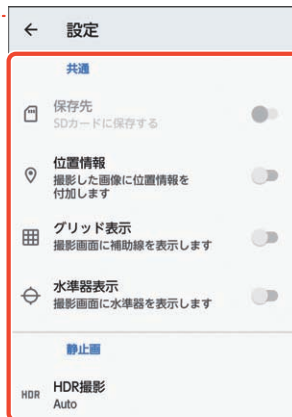 ← 設定
共通
保存先
SDカードに保存する
位置情報
撮影した画像に位置情報を
付加します
グリッド表示
撮影画面に補助線を表示します
水準器表示
撮影画面に水準器を表示します
静止画
HDR HDR撮影
Auto